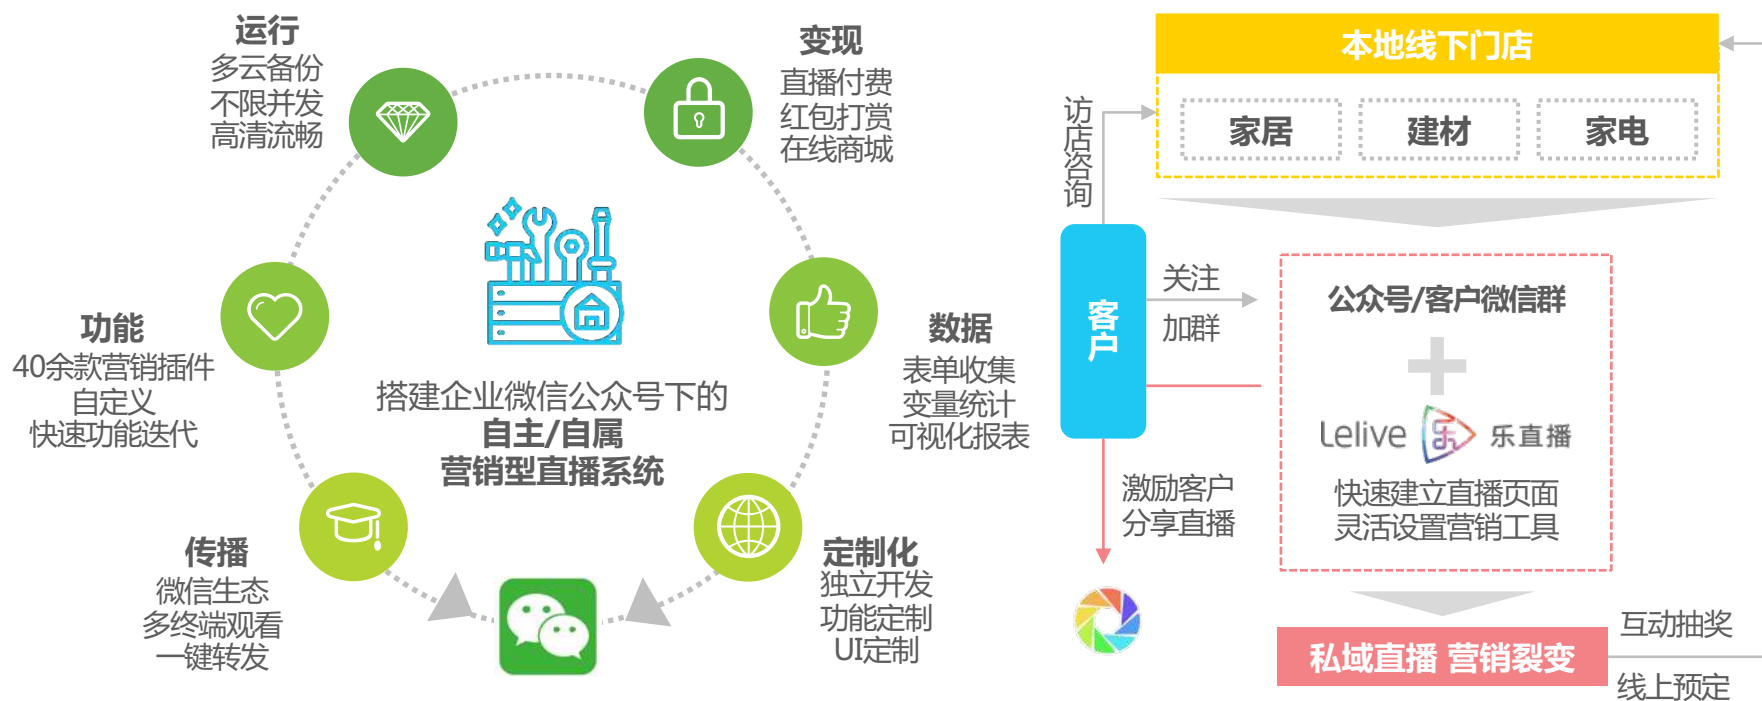 运行
多云备份
不限并发
高清流畅
变现
直播付费
红包打赏
在线商城
功能
40余款营销插件
自定义
快速功能迭代
数据
表单收集
变量统计
可视化报表
搭建企业微信公众号下的
自主/自属
营销型直播系统
传播
微信生态
多终端观看
一键转发
定制化
独立开发
功能定制
UI定制
本地线下门店
家居
建材
家电
访店咨询
客户
关注
加群
公众号/客户微信群
Lelive 乐 乐直播
快速建立直播页面
灵活设置营销工具
激励客户
分享直播
私域直播 营销裂变
互动抽奖
线上预定